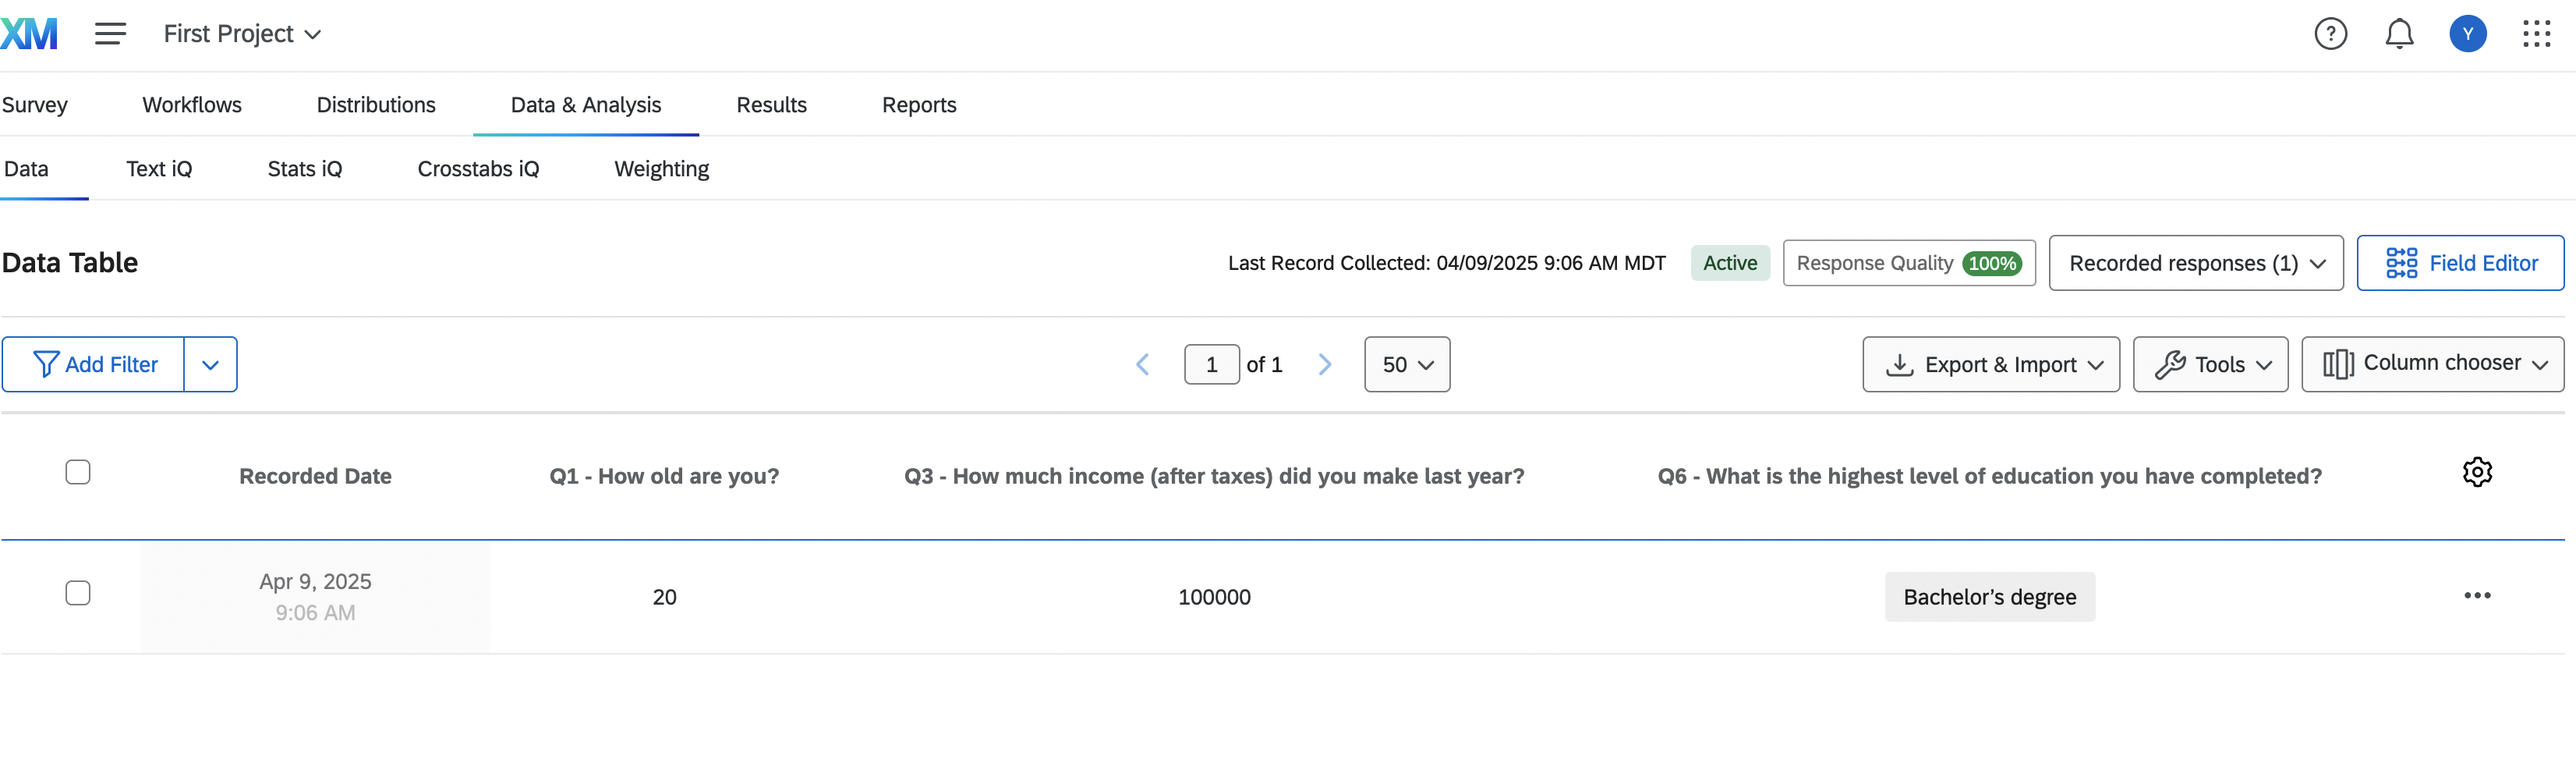 XM First Project
? Y
Survey Workflows Distributions Data & Analysis Results Reports
Data Text iQ Stats iQ Crosstabs iQ Weighting
Data Table Last Record Collected: 04/09/2025 9:06 AM MDT Active Response Quality 100% Recorded responses (1) Field Editor
Add Filter 1 of 1 50 Export & Import Tools Column chooser
Recorded Date Q1 - How old are you? Q3 - How much income (after taxes) did you make last year? Q6 - What is the highest level of education you have completed?
Apr 9, 2025
9:06 AM
20 100000 Bachelor’s degree